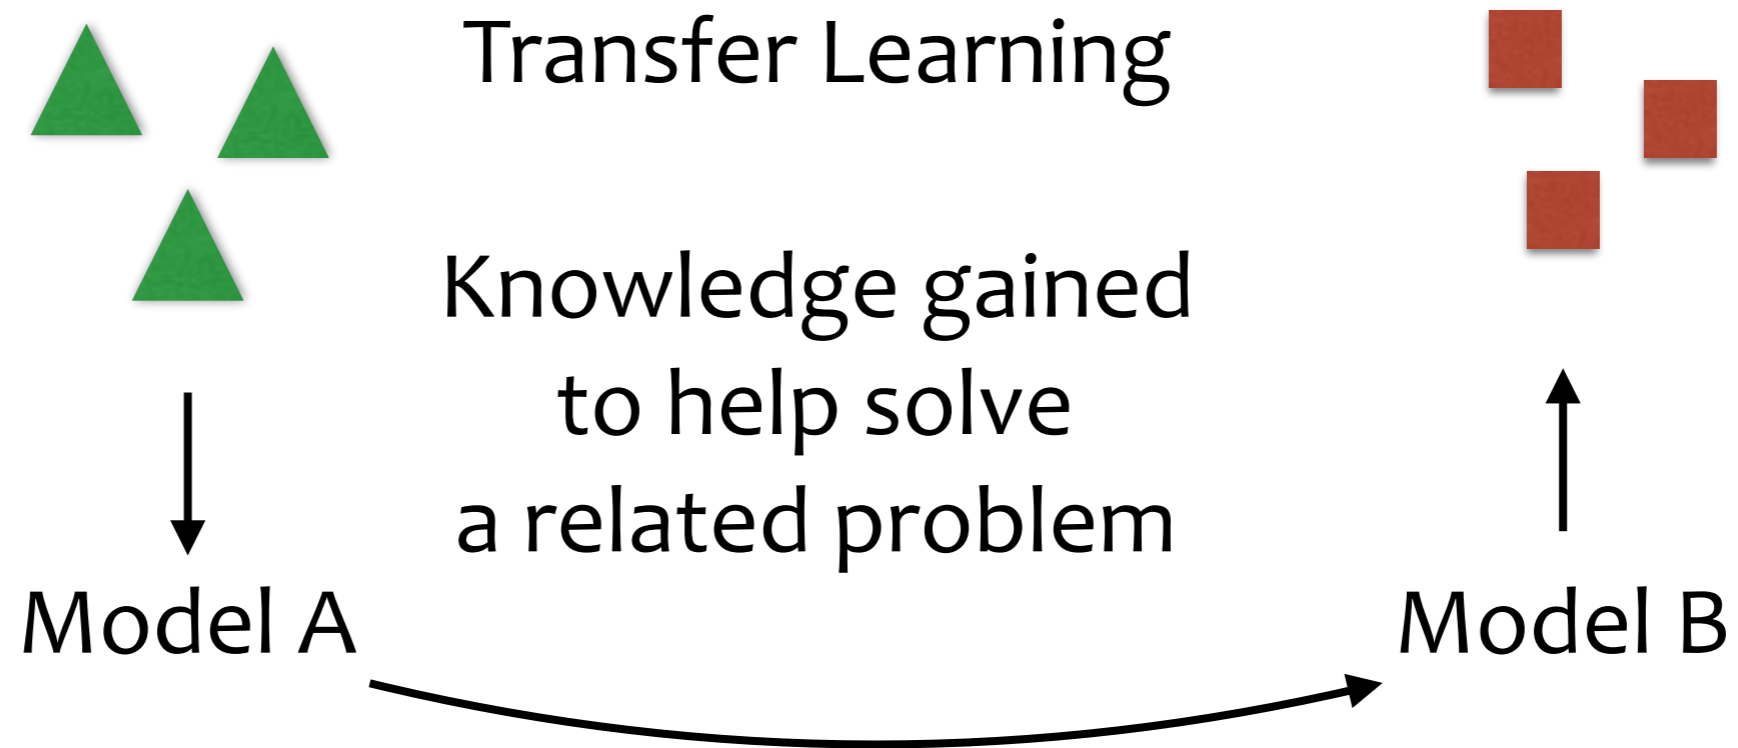 Transfer Learning
Knowledge gained
to help solve
a related problem
Model A
Model B